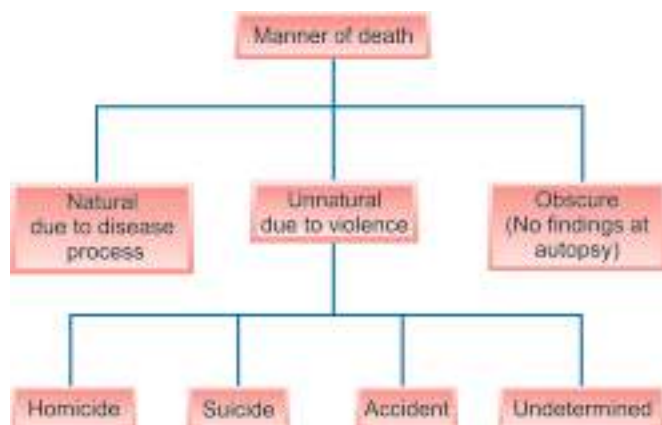 Manner of death
Natural
due to disease
process
Unnatural
due to violence
Obscure
(No findings at
autopsy)
Homicide
Suicide
Accident
Undetermined